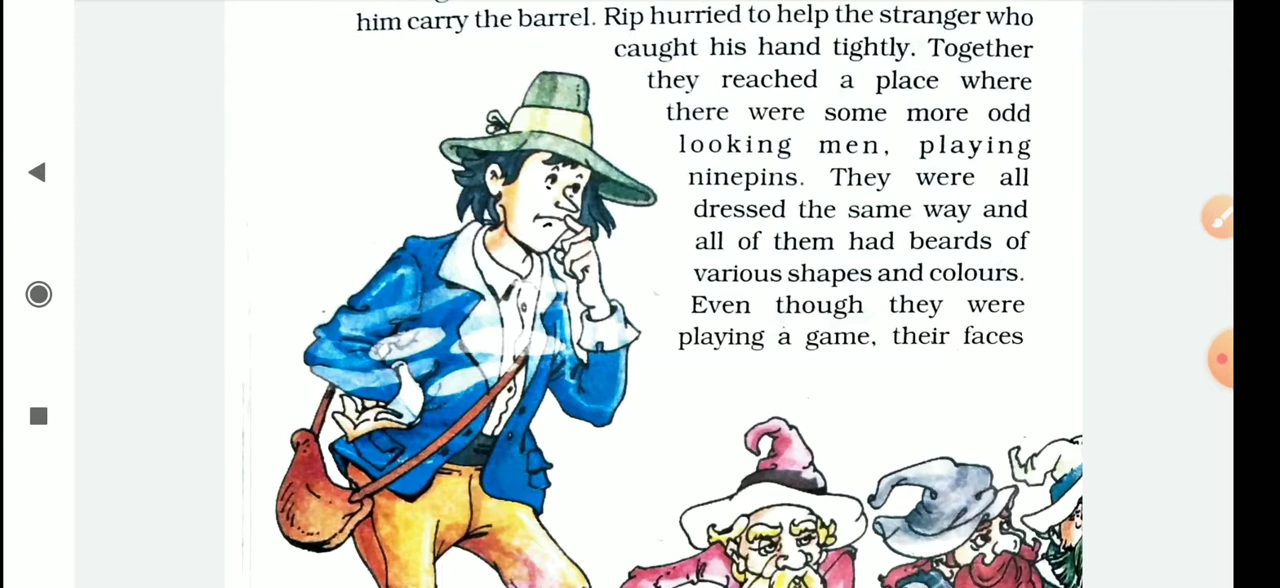 him carry the barrel. Rip hurried to help the stranger who
caught his hand tightly. Together
they reached a place where
there were some more odd
looking men, playing
ninepins. They were all
dressed the same way and
all of them had beards of
various shapes and colours.
Even though they were
playing a game, their faces